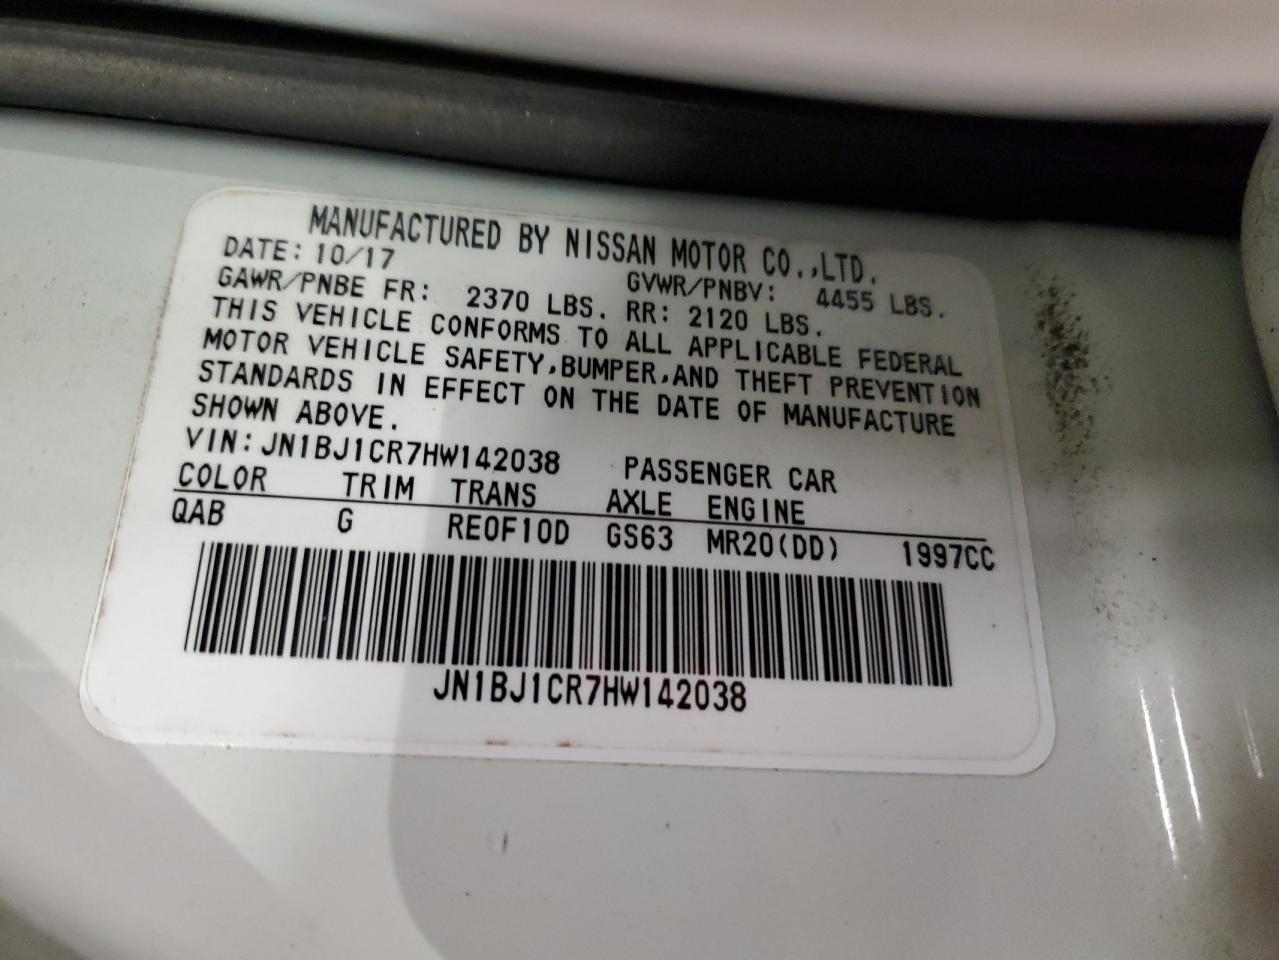 MANUFACTURED BY NISSAN MOTOR CO.,LTD.
DATE: 10/17 GVWR/PNBV: 4455 LBS.
GAWR/PNBE FR: 2370 LBS. RR: 2120 LBS.
THIS VEHICLE CONFORMS TO ALL APPLICABLE FEDERAL
MOTOR VEHICLE SAFETY,BUMPER,AND THEFT PREVENTION
STANDARDS IN EFFECT ON THE DATE OF MANUFACTURE
SHOWN ABOVE.
VIN: JN1BJ1CR7HW142038 PASSENGER CAR
COLOR TRIM TRANS AXLE ENGINE
QAB G RE0F10D GS63 MR20(DD) 1997CC
JN1BJ1CR7HW142038